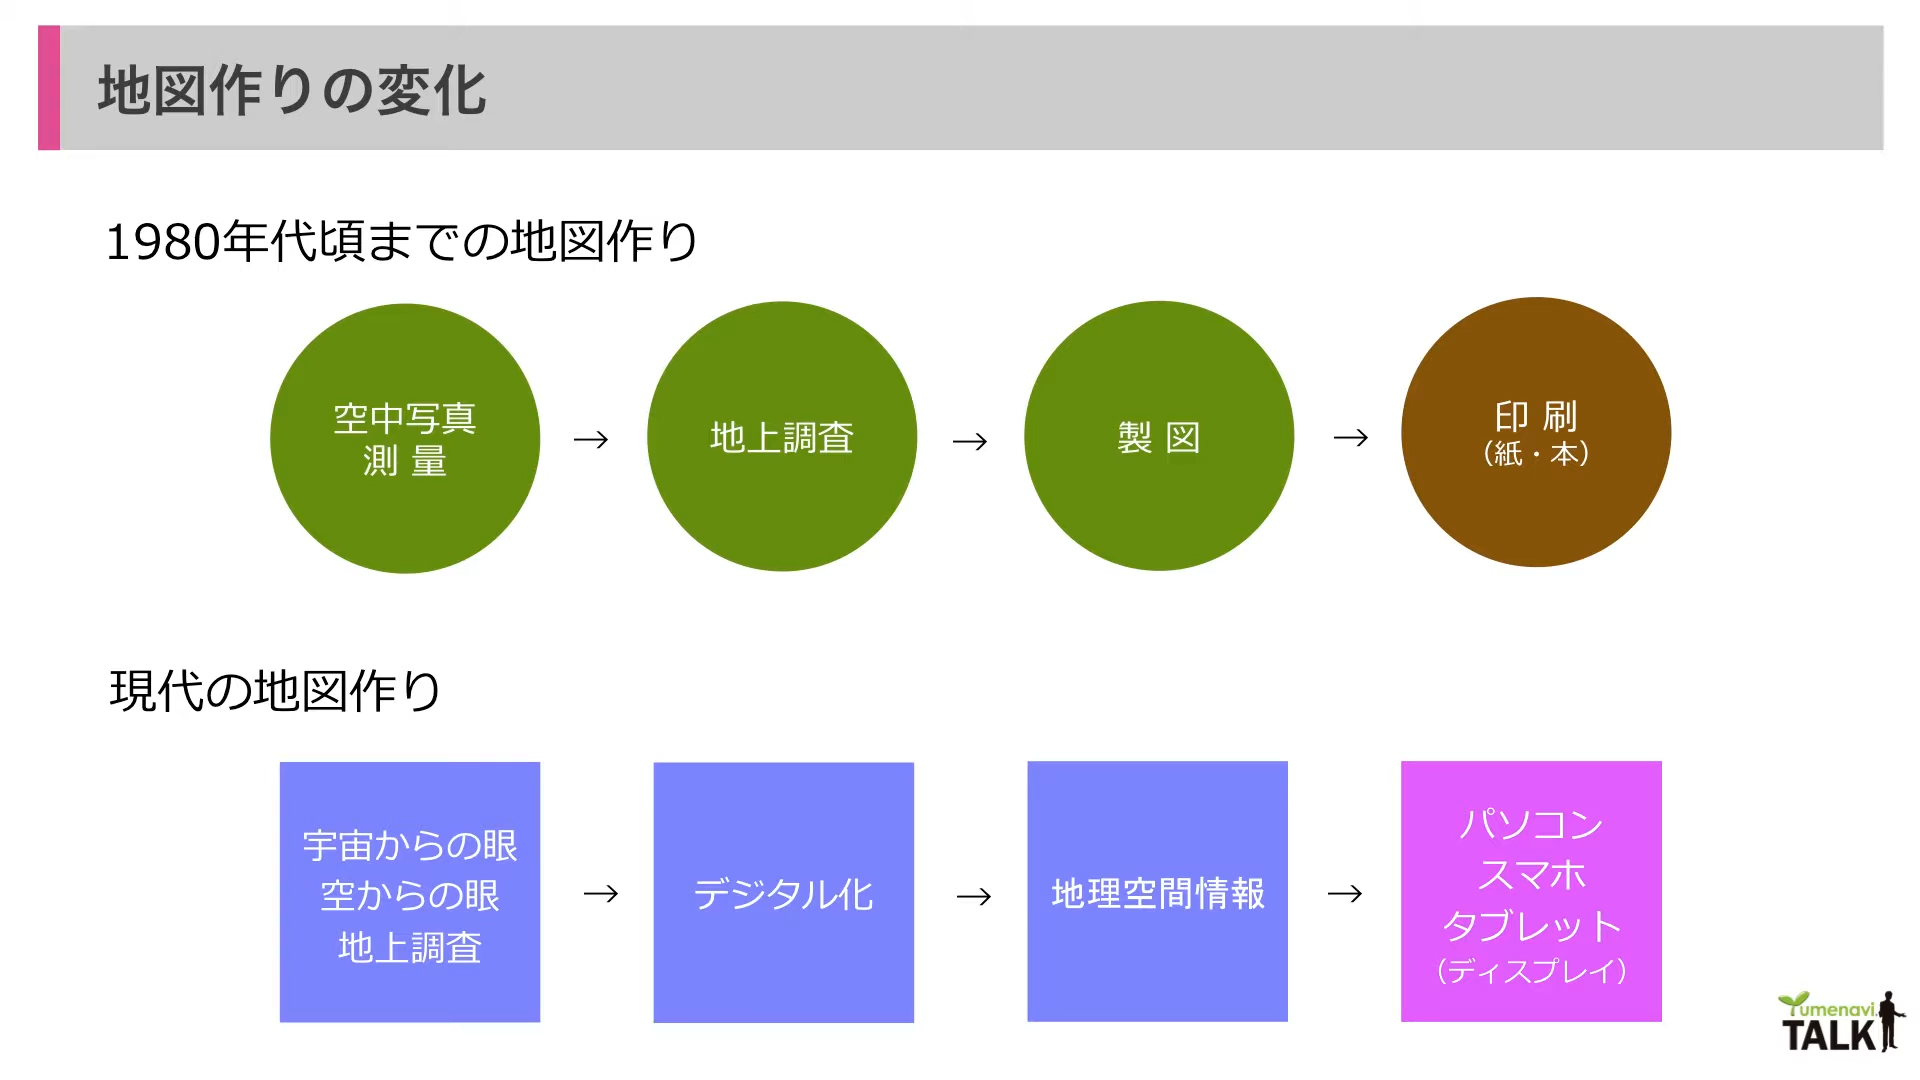 地図作りの変化
1980年代頃までの地図作り
空中写真
測 量
→
地上調査
→
製 図
→
印 刷
（紙・本）
現代の地図作り
宇宙からの眼
空からの眼
地上調査
→
デジタル化
→
地理空間情報
→
パソコン
スマホ
タブレット
（ディスプレイ）
Yumenavi
TALK